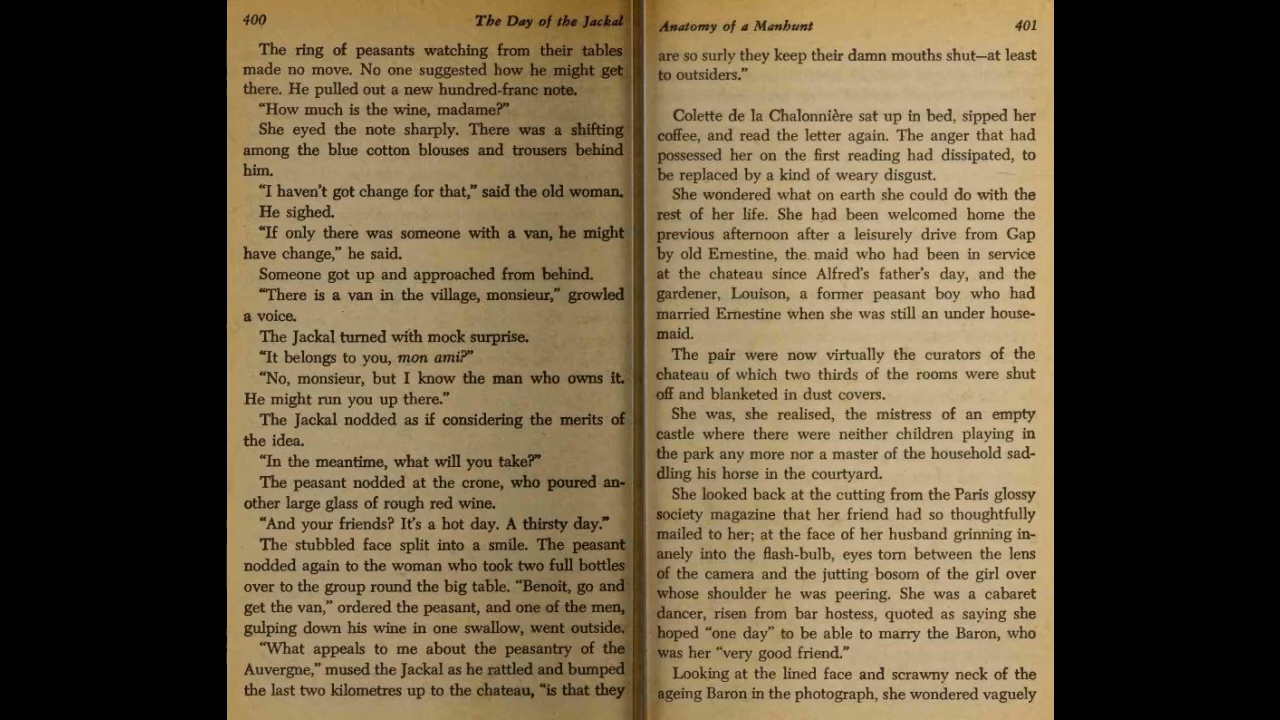 400 The Day of the Jackal
The ring of peasants watching from their tables
made no move. No one suggested how he might get
there. He pulled out a new hundred-franc note.
“How much is the wine, madame?”
She eyed the note sharply. There was a shifting
among the blue cotton blouses and trousers behind
him.
“I haven’t got change for that,” said the old woman.
He sighed.
“If only there was someone with a van, he might
have change,” he said.
Someone got up and approached from behind.
“There is a van in the village, monsieur,” growled
a voice.
The Jackal turned with mock surprise.
“It belongs to you, mon ami?”
“No, monsieur, but I know the man who owns it.
He might run you up there.”
The Jackal nodded as if considering the merits of
the idea.
“In the meantime, what will you take?”
The peasant nodded at the crone, who poured an-
other large glass of rough red wine.
“And your friends? It’s a hot day. A thirsty day.”
The stubbled face split into a smile. The peasant
nodded again to the woman who took two full bottles
over to the group round the big table. “Benoit, go and
get the van,” ordered the peasant, and one of the men,
gulping down his wine in one swallow, went outside.
“What appeals to me about the peasantry of the
Auvergne,” mused the Jackal as he rattled and bumped
the last two kilometres up to the chateau, “is that they
Anatomy of a Manhunt 401
are so surly they keep their damn mouths shut—at least
to outsiders.”
Colette de la Chalonnière sat up in bed, sipped her
coffee, and read the letter again. The anger that had
possessed her on the first reading had dissipated, to
be replaced by a kind of weary disgust.
She wondered what on earth she could do with the
rest of her life. She had been welcomed home the
previous afternoon after a leisurely drive from Gap
by old Ernestine, the maid who had been in service
at the chateau since Alfred’s father’s day, and the
gardener, Louison, a former peasant boy who had
married Ernestine when she was still an under house-
maid.
The pair were now virtually the curators of the
chateau of which two thirds of the rooms were shut
off and blanketed in dust covers.
She was, she realised, the mistress of an empty
castle where there were neither children playing in
the park any more nor a master of the household sad-
dling his horse in the courtyard.
She looked back at the cutting from the Paris glossy
society magazine that her friend had so thoughtfully
mailed to her; at the face of her husband grinning in-
anely into the flash-bulb, eyes torn between the lens
of the camera and the jutting bosom of the girl over
whose shoulder he was peering. She was a cabaret
dancer, risen from bar hostess, quoted as saying she
hoped “one day” to be able to marry the Baron, who
was her “very good friend.”
Looking at the lined face and scrawny neck of the
ageing Baron in the photograph, she wondered vaguely